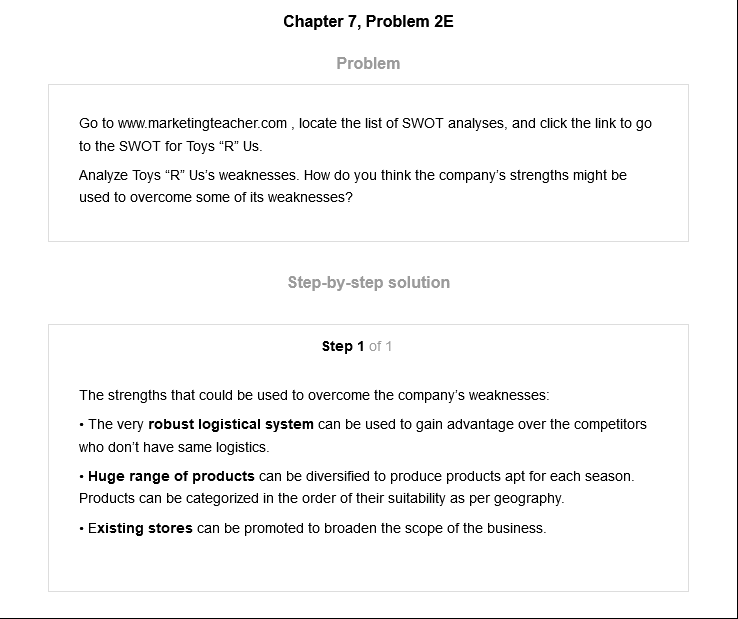 Chapter 7, Problem 2E
Problem
Go to www.marketingteacher.com , locate the list of SWOT analyses, and click the link to go
to the SWOT for Toys “R” Us.
Analyze Toys “R” Us’s weaknesses. How do you think the company’s strengths might be
used to overcome some of its weaknesses?
Step-by-step solution
Step 1 of 1
The strengths that could be used to overcome the company’s weaknesses:
• The very robust logistical system can be used to gain advantage over the competitors
who don’t have same logistics.
• Huge range of products can be diversified to produce products apt for each season.
Products can be categorized in the order of their suitability as per geography.
• Existing stores can be promoted to broaden the scope of the business.